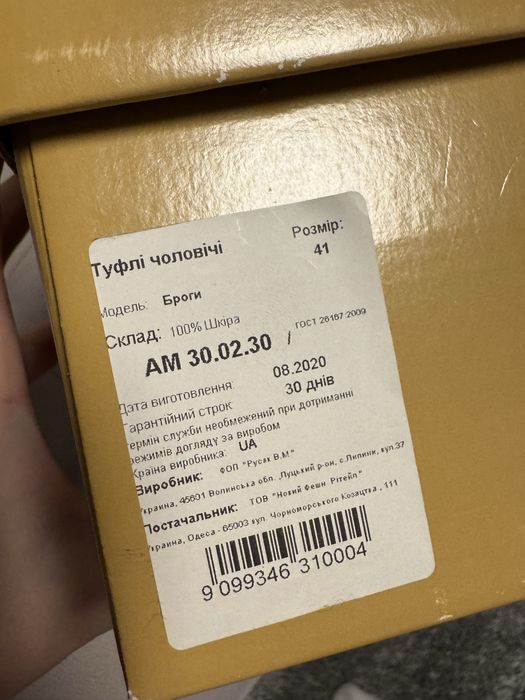 Туфлі чоловічі
Розмір:
41
Модель: Броги
Склад: 100% Шкіра
АМ 30.02.30 / ГОСТ 26167:2009
Дата виготовлення: 08.2020
Гарантійний строк 30 днів
термін служби необмежений при дотриманні
режимів догляду за виробом
Країна виробника: UA
Виробник: ФОП "Русак В.М."
Украина, 45601 Волинська обл. Луцький р-он, с.Липини, вул.37
Постачальник: ТОВ "Новий Фешн Рітейл"
Украина, Одеса - 65003 вул. Чорноморського Козацтва, 111
9 099346 310004